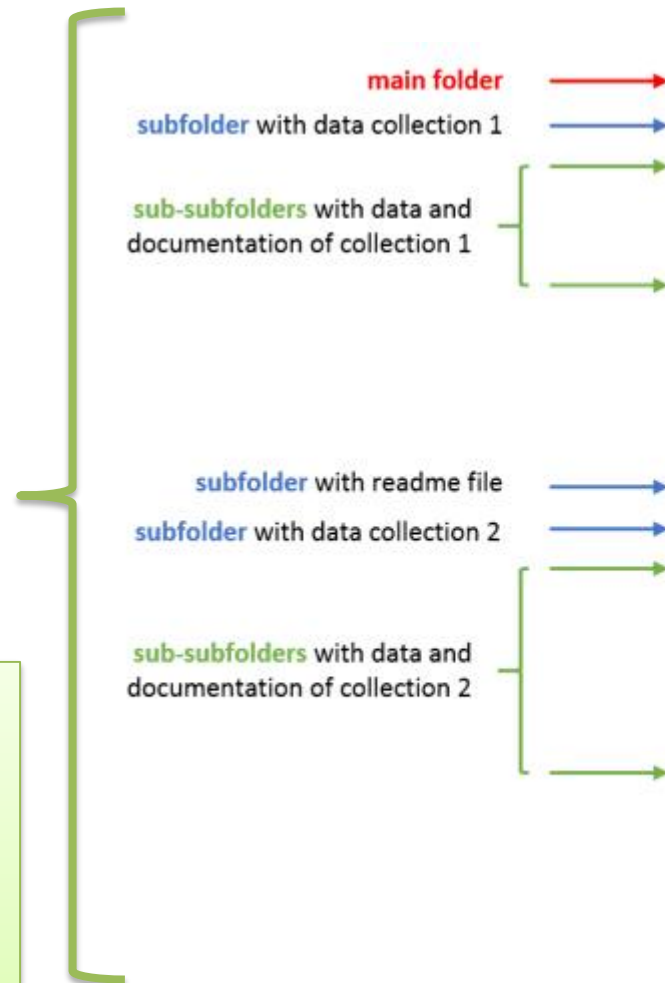 main folder
subfolder with data collection 1
sub-subfolders with data and
documentation of collection 1
subfolder with readme file
subfolder with data collection 2
sub-subfolders with data and
documentation of collection 2